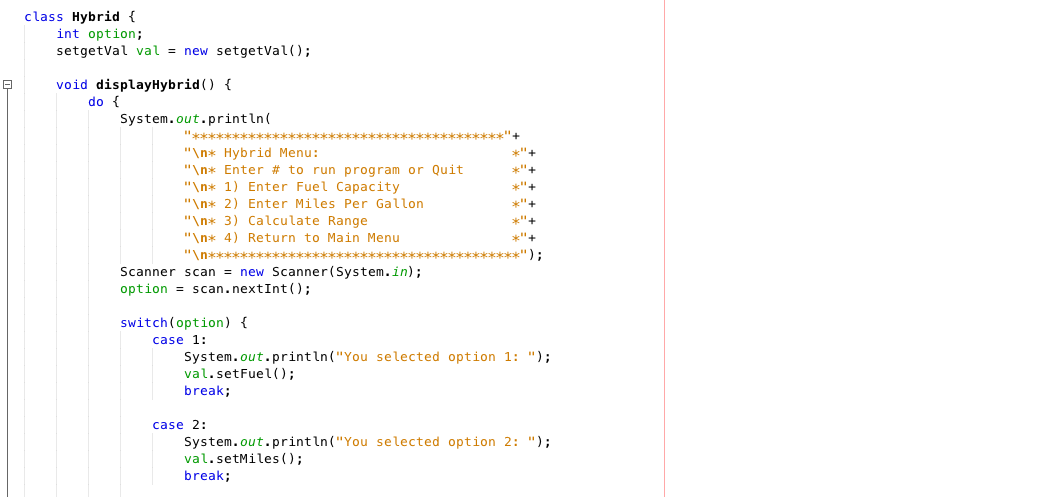 class Hybrid {
    int option;
    setgetVal val = new setgetVal();

    void displayHybrid() {
        do {
            System.out.println(
                    "***************************************"+
                    "\n* Hybrid Menu:                        *"+
                    "\n* Enter # to run program or Quit      *"+
                    "\n* 1) Enter Fuel Capacity              *"+
                    "\n* 2) Enter Miles Per Gallon           *"+
                    "\n* 3) Calculate Range                  *"+
                    "\n* 4) Return to Main Menu              *"+
                    "\n***************************************");
            Scanner scan = new Scanner(System.in);
            option = scan.nextInt();

            switch(option) {
                case 1:
                    System.out.println("You selected option 1: ");
                    val.setFuel();
                    break;

                case 2:
                    System.out.println("You selected option 2: ");
                    val.setMiles();
                    break;